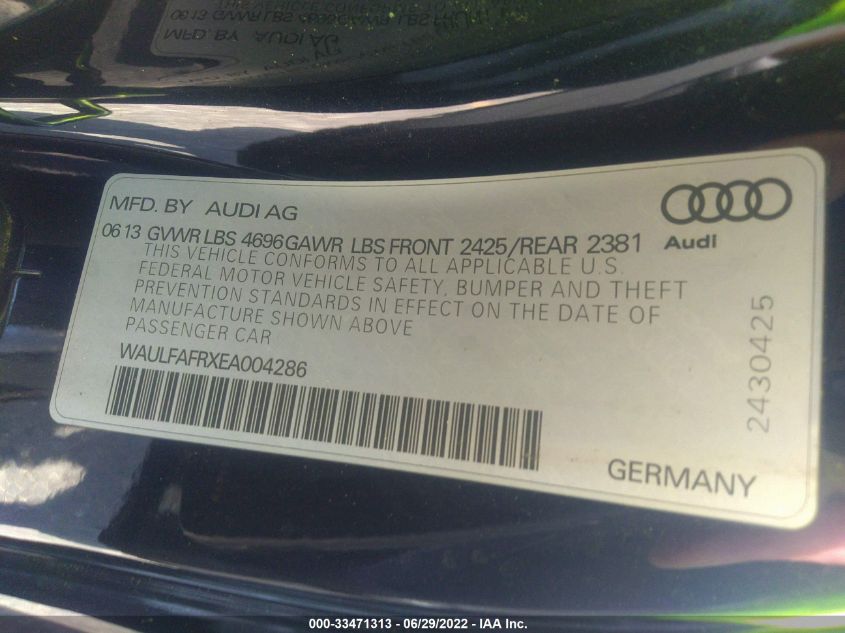 MFD. BY AUDI AG
06 13 GVWR LBS 4696 GAWR LBS FRONT 2425/REAR 2381
THIS VEHICLE CONFORMS TO ALL APPLICABLE U.S.
FEDERAL MOTOR VEHICLE SAFETY, BUMPER AND THEFT
PREVENTION STANDARDS IN EFFECT ON THE DATE OF
MANUFACTURE SHOWN ABOVE
PASSENGER CAR
WAULFAFRXEA004286
Audi
2430425
GERMANY
000-33471313 - 06/29/2022 - IAA Inc.